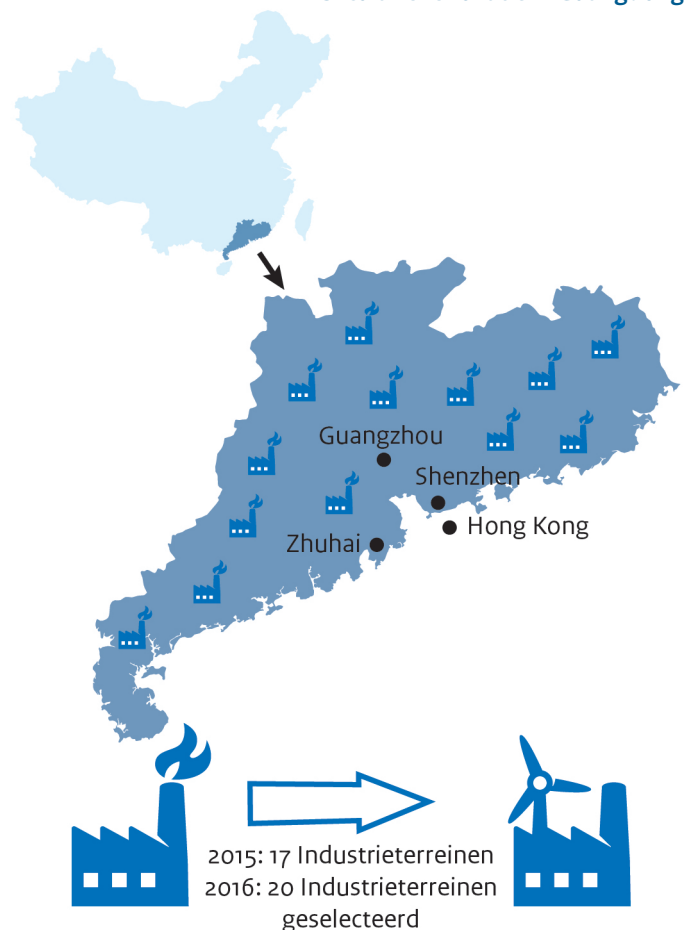 Guangzhou
Shenzhen
Hong Kong
Zhuhai
2015: 17 Industrieterreinen
2016: 20 Industrieterreinen
geselecteerd